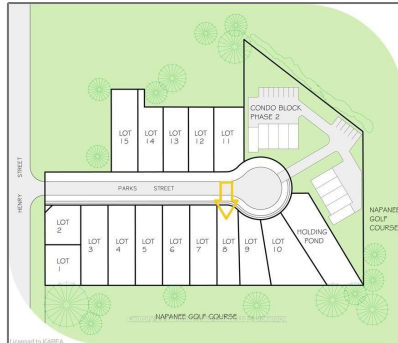 CONDO BLOCK
PHASE 2
LOT
15
LOT
14
LOT
13
LOT
12
LOT
11
HENRY STREET
PARKS STREET
LOT
2
LOT
1
LOT
3
LOT
4
LOT
5
LOT
6
LOT
7
LOT
8
LOT
9
LOT
10
HOLDING
POND
NAPANEE
GOLF
COURSE
NAPANEE GOLF COURSE
Licensed to KAREA